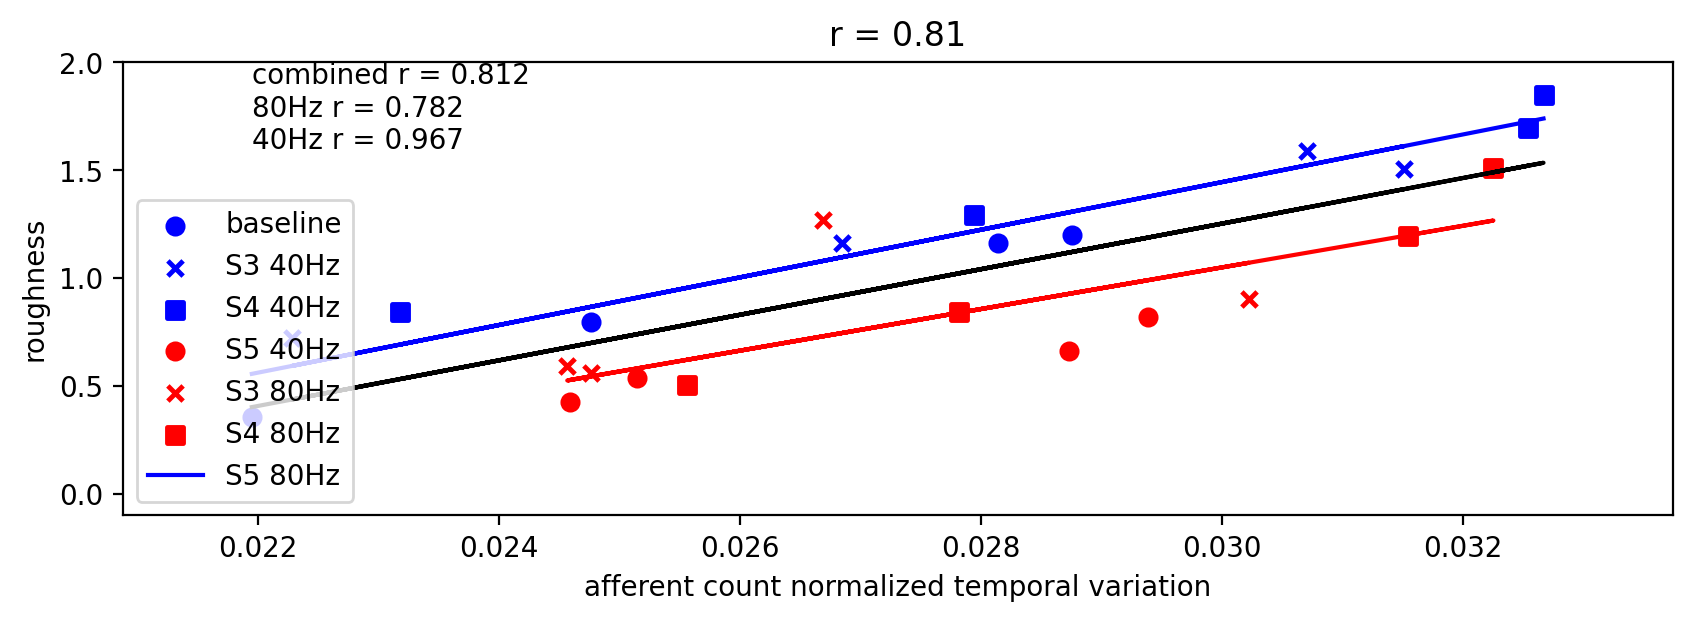 r = 0.81
combined r = 0.812
80Hz r = 0.782
40Hz r = 0.967
2.0
1.5
1.0
0.5
0.0
roughness
baseline
S3 40Hz
S4 40Hz
S5 40Hz
S3 80Hz
S4 80Hz
S5 80Hz
0.022 0.024 0.026 0.028 0.030 0.032
afferent count normalized temporal variation